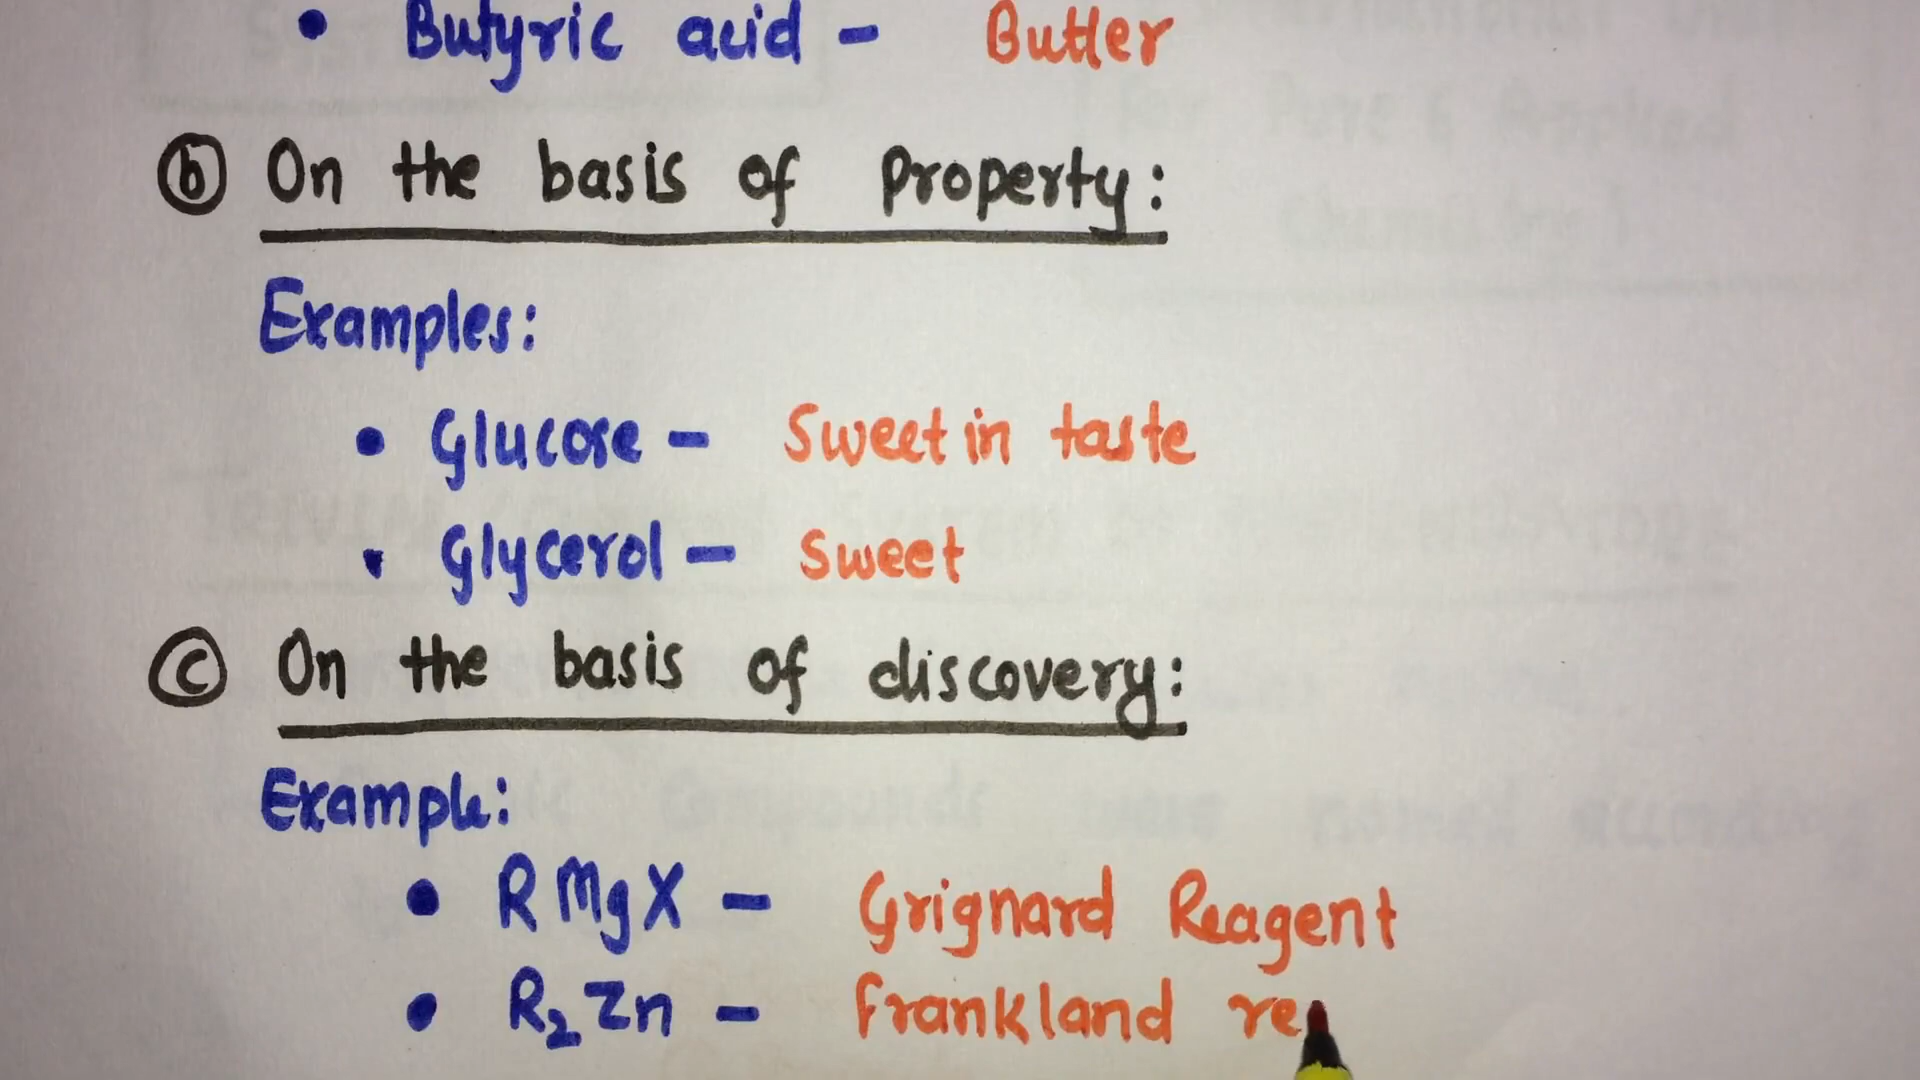 • Butyric acid - Butter
(b) On the basis of Property:
Examples:
• Glucose - Sweet in taste
• Glycerol - Sweet
(c) On the basis of discovery:
Example:
• RMgX - Grignard Reagent
• R₂Zn - Frankland re